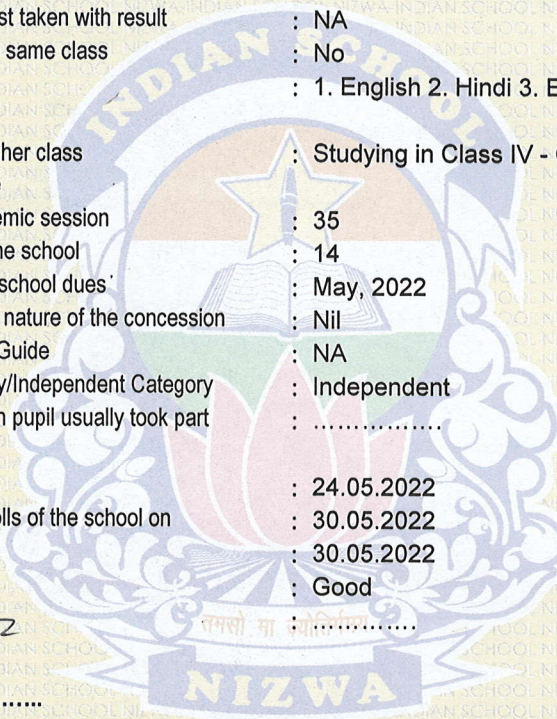 st taken with result : NA
same class : No
: 1. English 2. Hindi 3. E
her class : Studying in Class IV -
emic session : 35
ne school : 14
school dues : May, 2022
nature of the concession : Nil
Guide : NA
y/Independent Category : Independent
n pupil usually took part : ................
: 24.05.2022
olls of the school on : 30.05.2022
: 30.05.2022
: Good
: ................
INDIAN SCHOOL
तमसो मा ज्योतिर्गमय
NIZWA